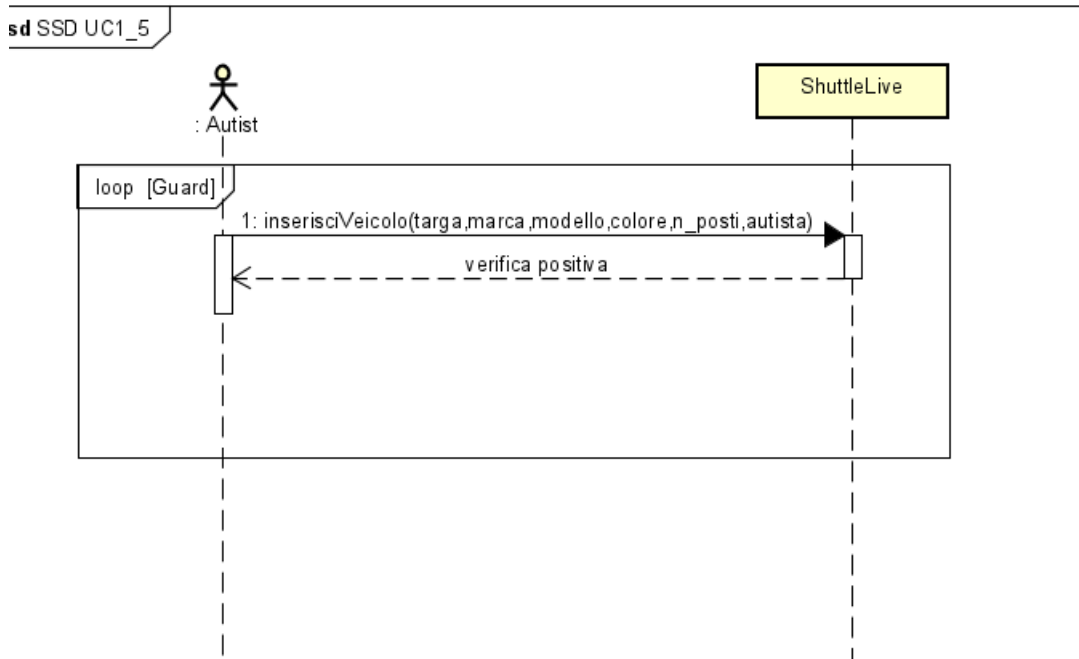 sd SSD UC1_5
: Autist
ShuttleLive
loop [Guard]
1: inserisciVeicolo(targa,marca,modello,colore,n_posti,autista)
verifica positiva